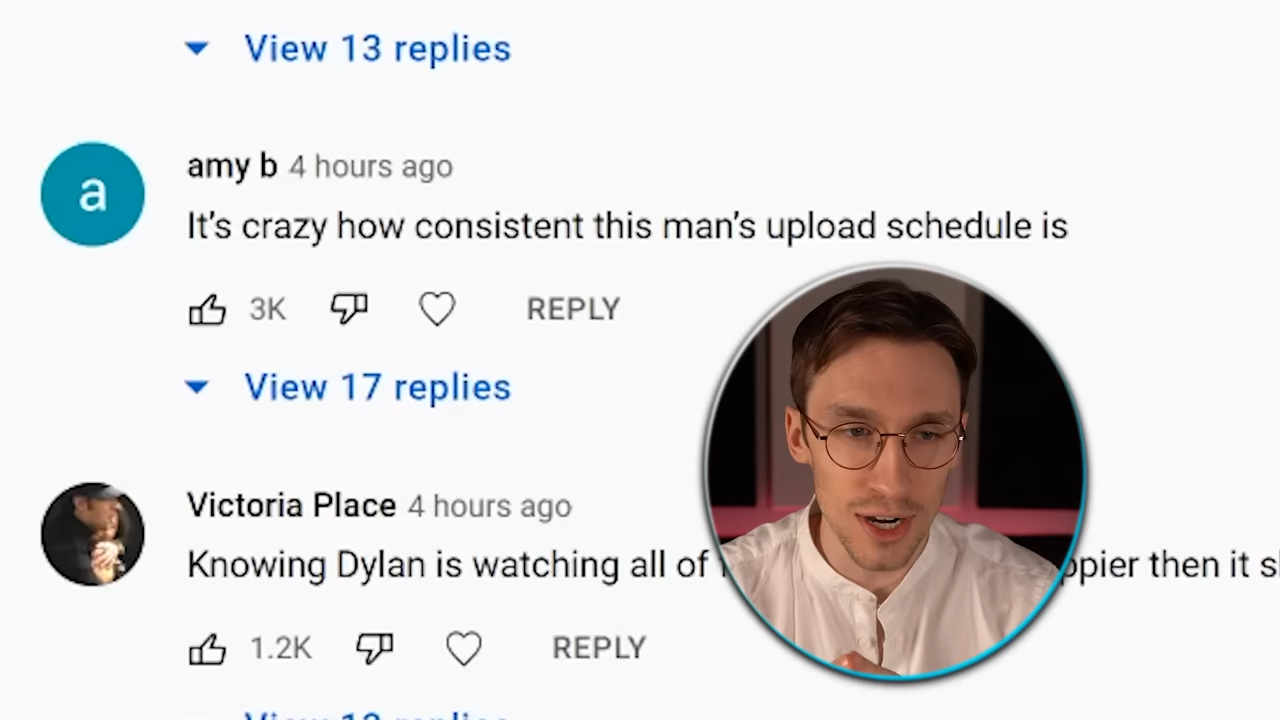 View 13 replies
a
amy b 4 hours ago
It’s crazy how consistent this man’s upload schedule is
3K REPLY
View 17 replies
Victoria Place 4 hours ago
Knowing Dylan is watching all of ppier then it s
1.2K REPLY
View replies